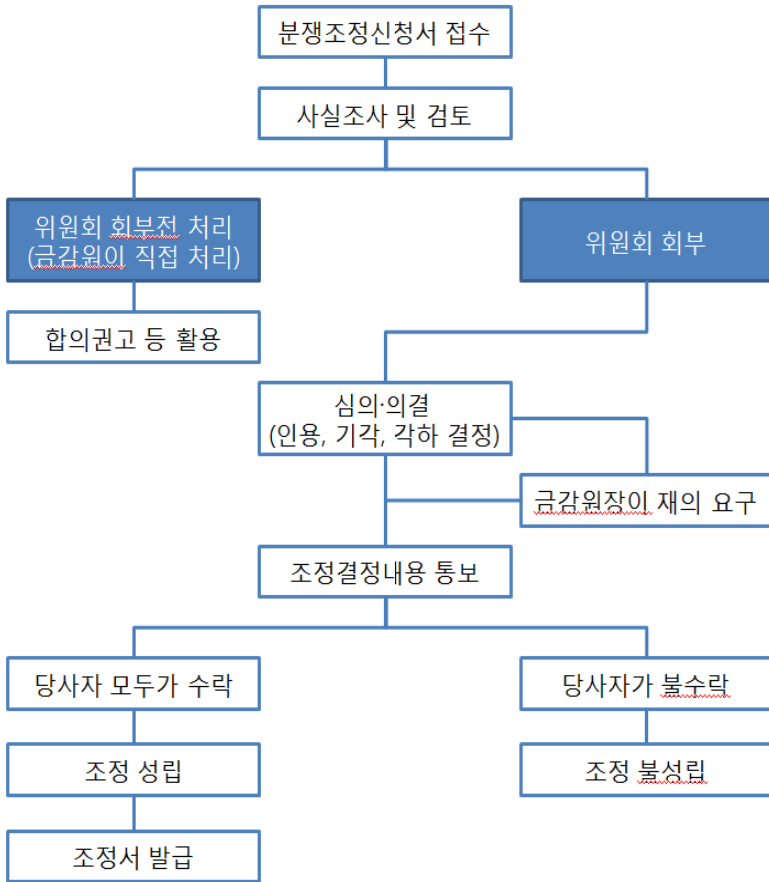 분쟁조정신청서 접수
사실조사 및 검토
위원회 회부전 처리
(금감원이 직접 처리)
위원회 회부
합의권고 등 활용
심의·의결
(인용, 기각, 각하 결정)
금감원장이 재의 요구
조정결정내용 통보
당사자 모두가 수락
당사자가 불수락
조정 성립
조정 불성립
조정서 발급